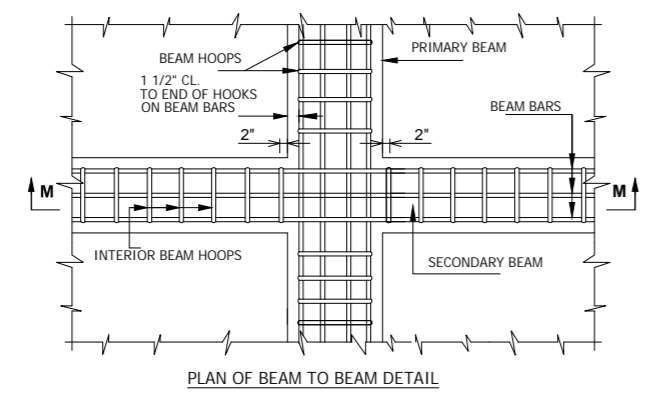 BEAM HOOPS
PRIMARY BEAM
1 1/2" CL.
TO END OF HOOKS
ON BEAM BARS
BEAM BARS
2"
2"
M
M
INTERIOR BEAM HOOPS
SECONDARY BEAM
PLAN OF BEAM TO BEAM DETAIL